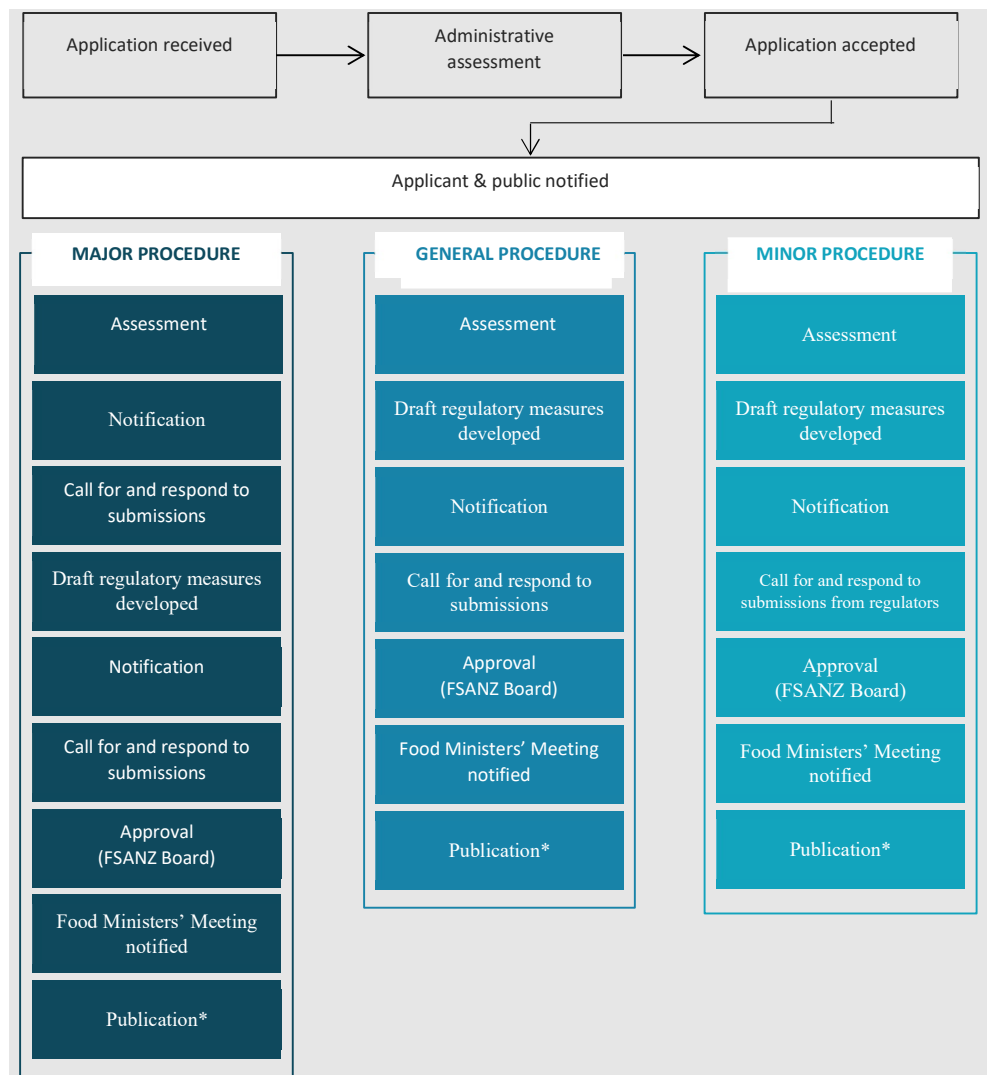 Application received
Administrative
assessment
Application accepted
Applicant & public notified
MAJOR PROCEDURE
Assessment
Notification
Call for and respond to
submissions
Draft regulatory measures
developed
Notification
Call for and respond to
submissions
Approval
(FSANZ Board)
Food Ministers’ Meeting
notified
Publication*
GENERAL PROCEDURE
Assessment
Draft regulatory measures
developed
Notification
Call for and respond to
submissions
Approval
(FSANZ Board)
Food Ministers’ Meeting
notified
Publication*
MINOR PROCEDURE
Assessment
Draft regulatory measures
developed
Notification
Call for and respond to
submissions from regulators
Approval
(FSANZ Board)
Food Ministers’ Meeting
notified
Publication*